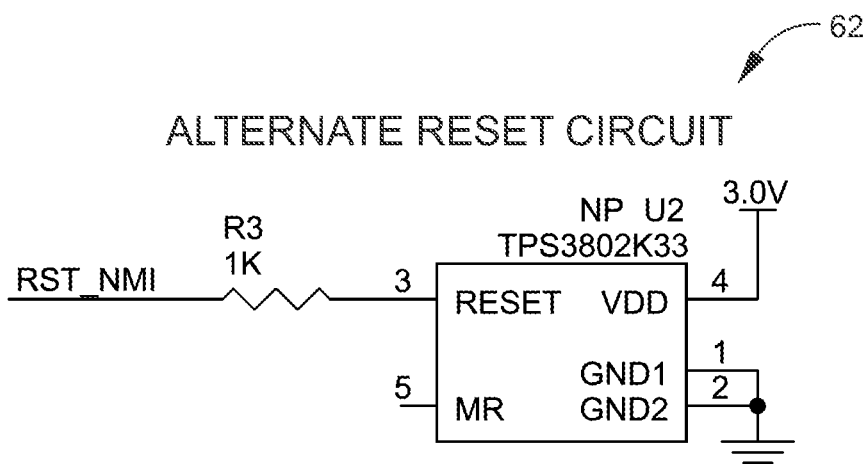 62
ALTERNATE RESET CIRCUIT
3.0V
NP U2
TPS3802K33
R3
1K
RST_NMI
3
RESET
VDD
4
GND1
1
5
MR
GND2
2